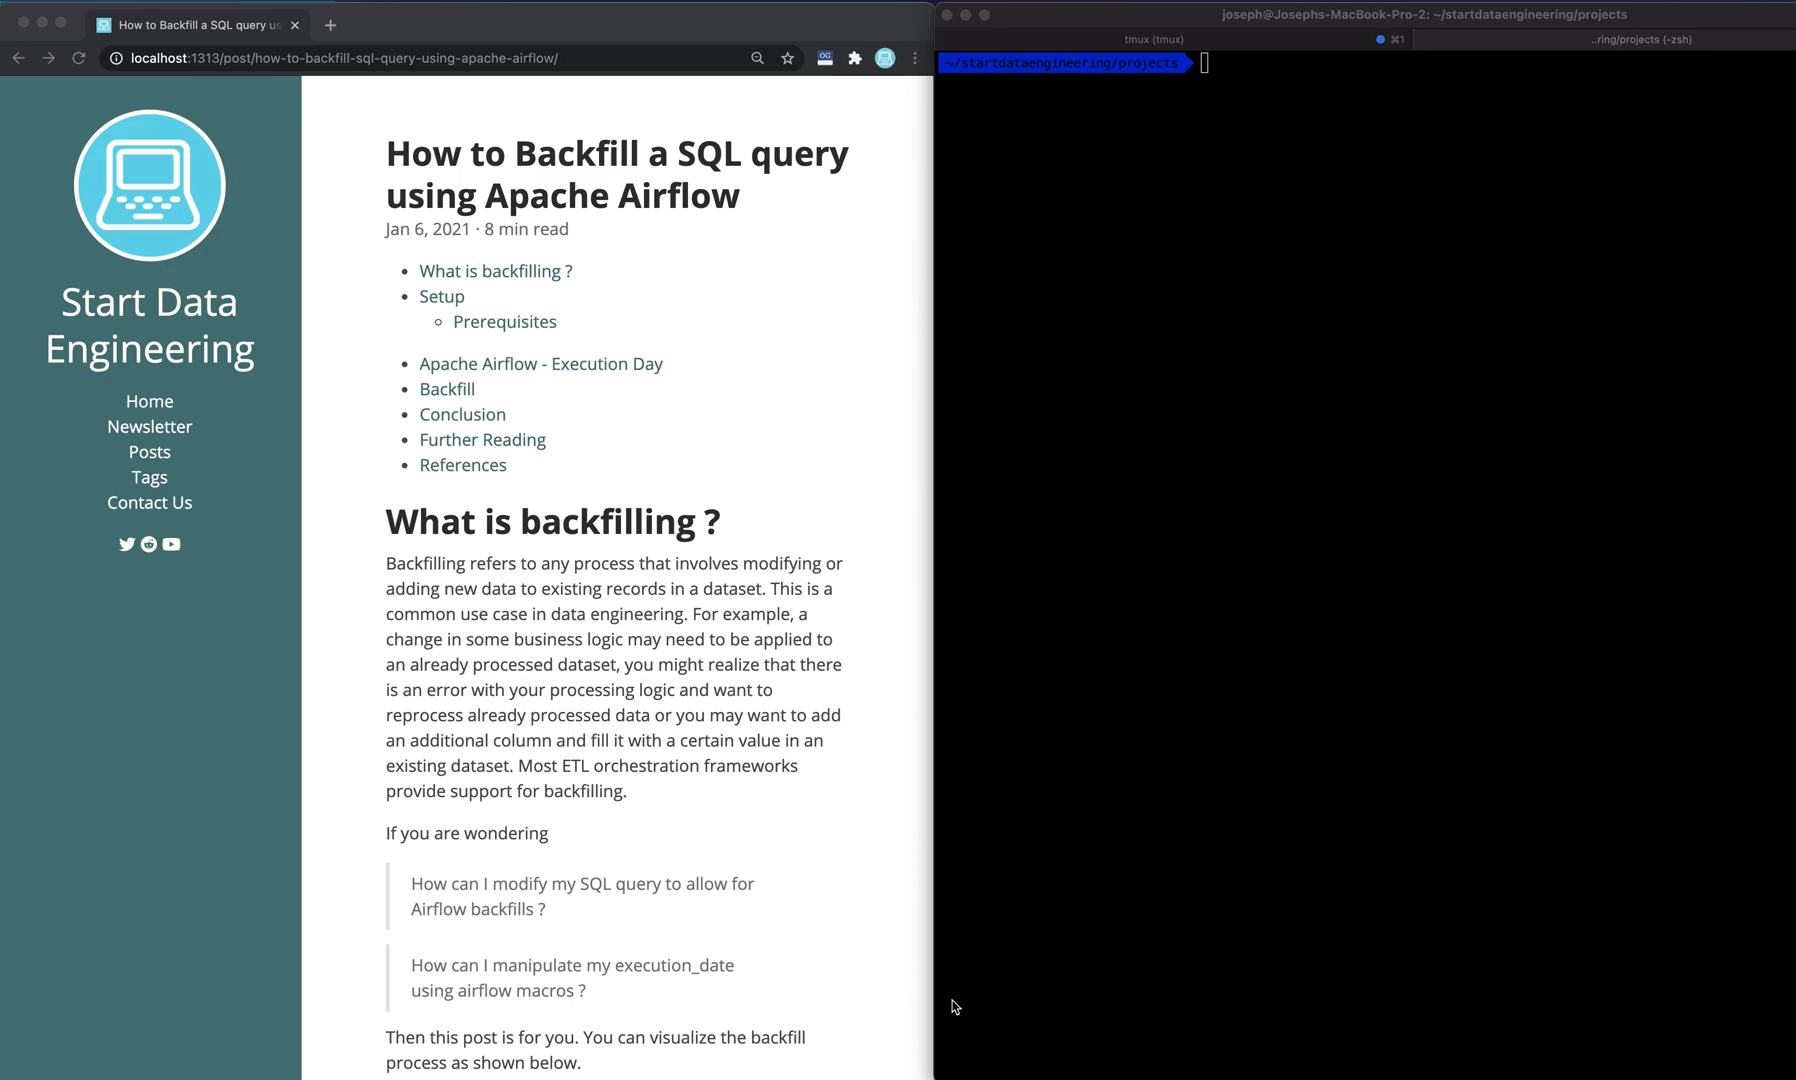 How to Backfill a SQL query us
localhost:1313/post/how-to-backfill-sql-query-using-apache-airflow/
OG
Start Data
Engineering
Home
Newsletter
Posts
Tags
Contact Us
How to Backfill a SQL query
using Apache Airflow
Jan 6, 2021 · 8 min read
What is backfilling ?
Setup
Prerequisites
Apache Airflow - Execution Day
Backfill
Conclusion
Further Reading
References
What is backfilling ?
Backfilling refers to any process that involves modifying or
adding new data to existing records in a dataset. This is a
common use case in data engineering. For example, a
change in some business logic may need to be applied to
an already processed dataset, you might realize that there
is an error with your processing logic and want to
reprocess already processed data or you may want to add
an additional column and fill it with a certain value in an
existing dataset. Most ETL orchestration frameworks
provide support for backfilling.
If you are wondering
How can I modify my SQL query to allow for
Airflow backfills ?
How can I manipulate my execution_date
using airflow macros ?
Then this post is for you. You can visualize the backfill
process as shown below.
joseph@Josephs-MacBook-Pro-2: ~/startdataengineering/projects
tmux (tmux)
⌘1
..ring/projects (-zsh)
~/startdataengineering/projects